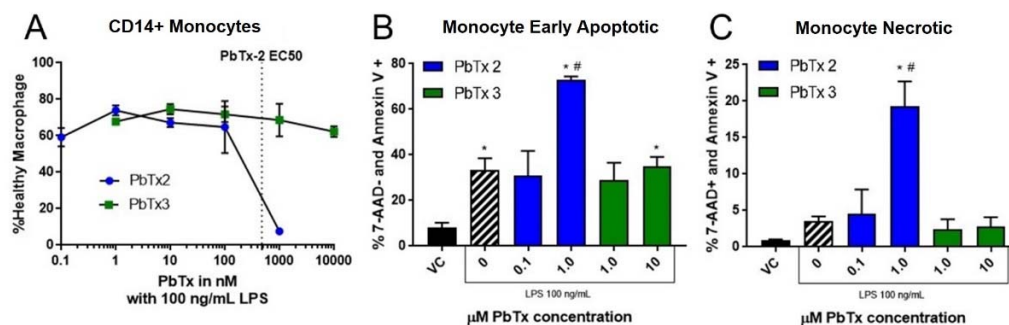 A
CD14+ Monocytes
PbTx-2 EC50
%Healthy Macrophage
100
80
60
40
20
0
PbTx2
PbTx3
0.1
1
10
100
1000
10000
PbTx in nM
with 100 ng/mL LPS
B
Monocyte Early Apoptotic
% 7-AAD- and Annexin V +
80
60
40
20
0
PbTx 2
PbTx 3
*
* #
*
VC
0
0.1
1.0
1.0
10
LPS 100 ng/mL
μM PbTx concentration
C
Monocyte Necrotic
% 7-AAD+ and Annexin V +
25
20
15
10
5
0
PbTx 2
PbTx 3
* #
VC
0
0.1
1.0
1.0
10
LPS 100 ng/mL
μM PbTx concentration